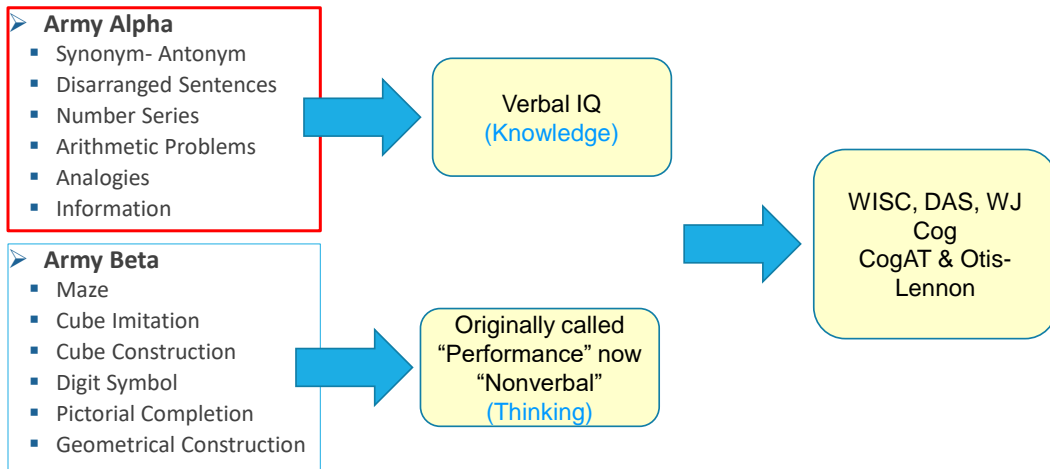 Army Alpha
Synonym- Antonym
Disarranged Sentences
Number Series
Arithmetic Problems
Analogies
Information
Verbal IQ
(Knowledge)
Army Beta
Maze
Cube Imitation
Cube Construction
Digit Symbol
Pictorial Completion
Geometrical Construction
Originally called
“Performance” now
“Nonverbal”
(Thinking)
WISC, DAS, WJ
Cog
CogAT & Otis-
Lennon